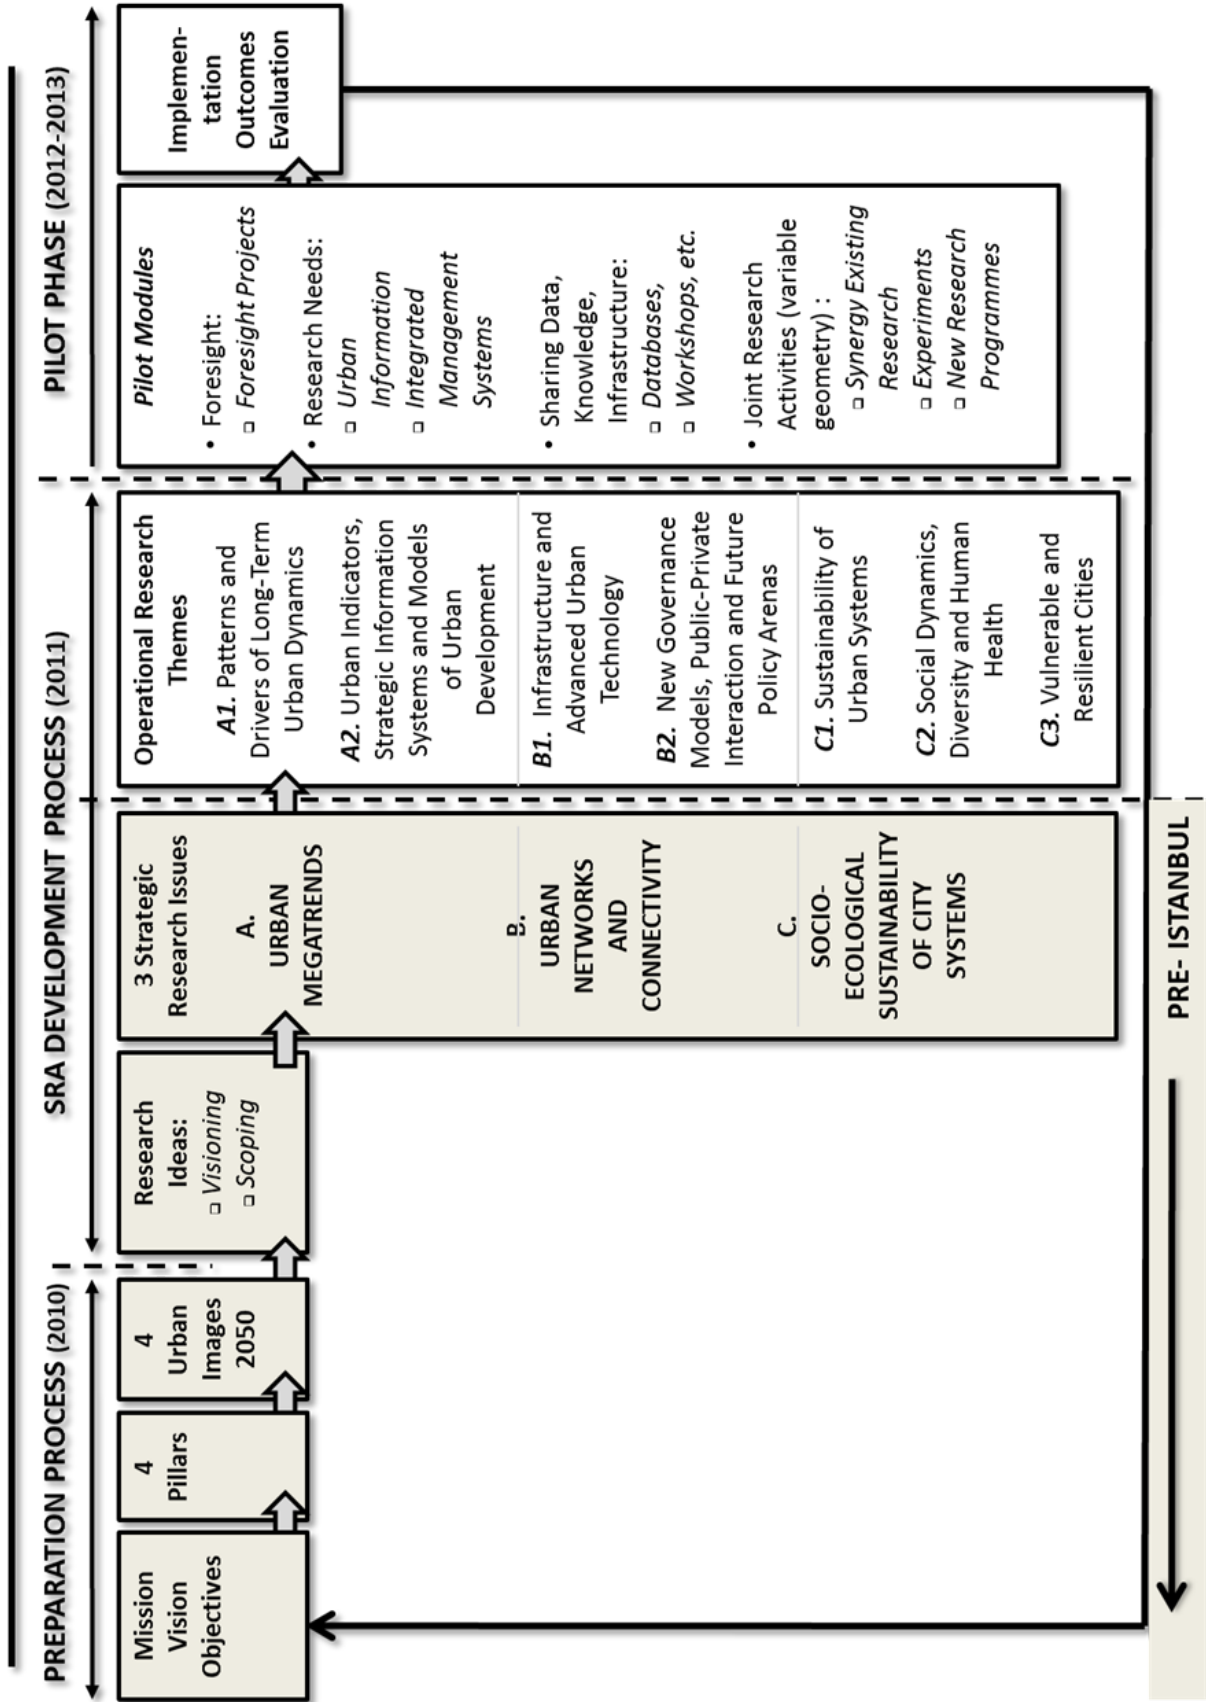 PREPARATION PROCESS (2010)
SRA DEVELOPMENT PROCESS (2011)
PILOT PHASE (2012-2013)
Mission
Vision
Objectives
4
Pillars
4
Urban
Images
2050
Research
Ideas:
▫ Visioning
▫ Scoping
3 Strategic
Research Issues
A.
URBAN
MEGATRENDS
B.
URBAN
NETWORKS
AND
CONNECTIVITY
C.
SOCIO-
ECOLOGICAL
SUSTAINABILITY
OF CITY
SYSTEMS
Operational Research
Themes
A1. Patterns and
Drivers of Long-Term
Urban Dynamics
A2. Urban Indicators,
Strategic Information
Systems and Models
of Urban
Development
B1. Infrastructure and
Advanced Urban
Technology
B2. New Governance
Models, Public-Private
Interaction and Future
Policy Arenas
C1. Sustainability of
Urban Systems
C2. Social Dynamics,
Diversity and Human
Health
C3. Vulnerable and
Resilient Cities
Pilot Modules
• Foresight:
▫ Foresight Projects
• Research Needs:
▫ Urban
Information
▫ Integrated
Management
Systems
• Sharing Data,
Knowledge,
Infrastructure:
▫ Databases,
▫ Workshops, etc.
• Joint Research
Activities (variable
geometry) :
▫ Synergy Existing
Research
▫ Experiments
▫ New Research
Programmes
Implemen-
tation
Outcomes
Evaluation
PRE- ISTANBUL